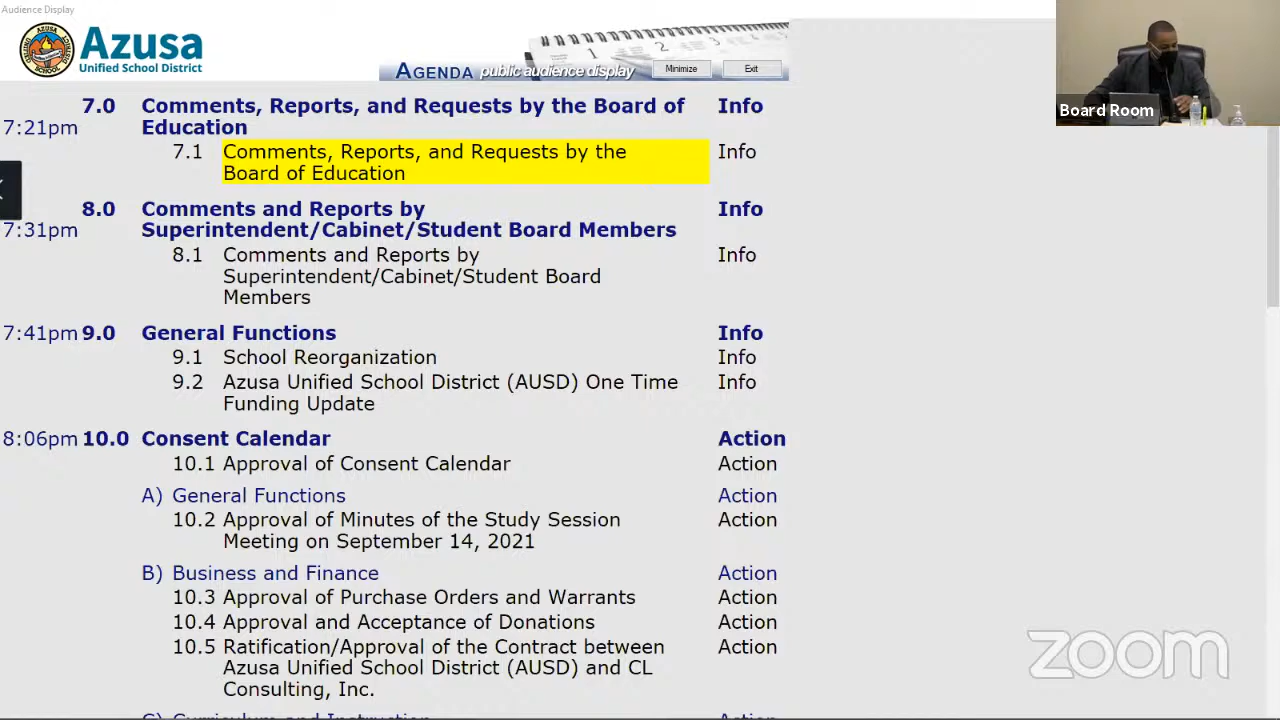 Audience Display
Azusa
Unified School District
AGENDA public audience display
Minimize
Exit
Board Room
7.0 Comments, Reports, and Requests by the Board of Info
7:21pm Education
7.1 Comments, Reports, and Requests by the Info
Board of Education
8.0 Comments and Reports by Info
7:31pm Superintendent/Cabinet/Student Board Members
8.1 Comments and Reports by Info
Superintendent/Cabinet/Student Board
Members
7:41pm 9.0 General Functions Info
9.1 School Reorganization Info
9.2 Azusa Unified School District (AUSD) One Time Info
Funding Update
8:06pm 10.0 Consent Calendar Action
10.1 Approval of Consent Calendar Action
A) General Functions Action
10.2 Approval of Minutes of the Study Session Action
Meeting on September 14, 2021
B) Business and Finance Action
10.3 Approval of Purchase Orders and Warrants Action
10.4 Approval and Acceptance of Donations Action
10.5 Ratification/Approval of the Contract between Action
Azusa Unified School District (AUSD) and CL
Consulting, Inc.
C) Curriculum and Instruction Action
zoom